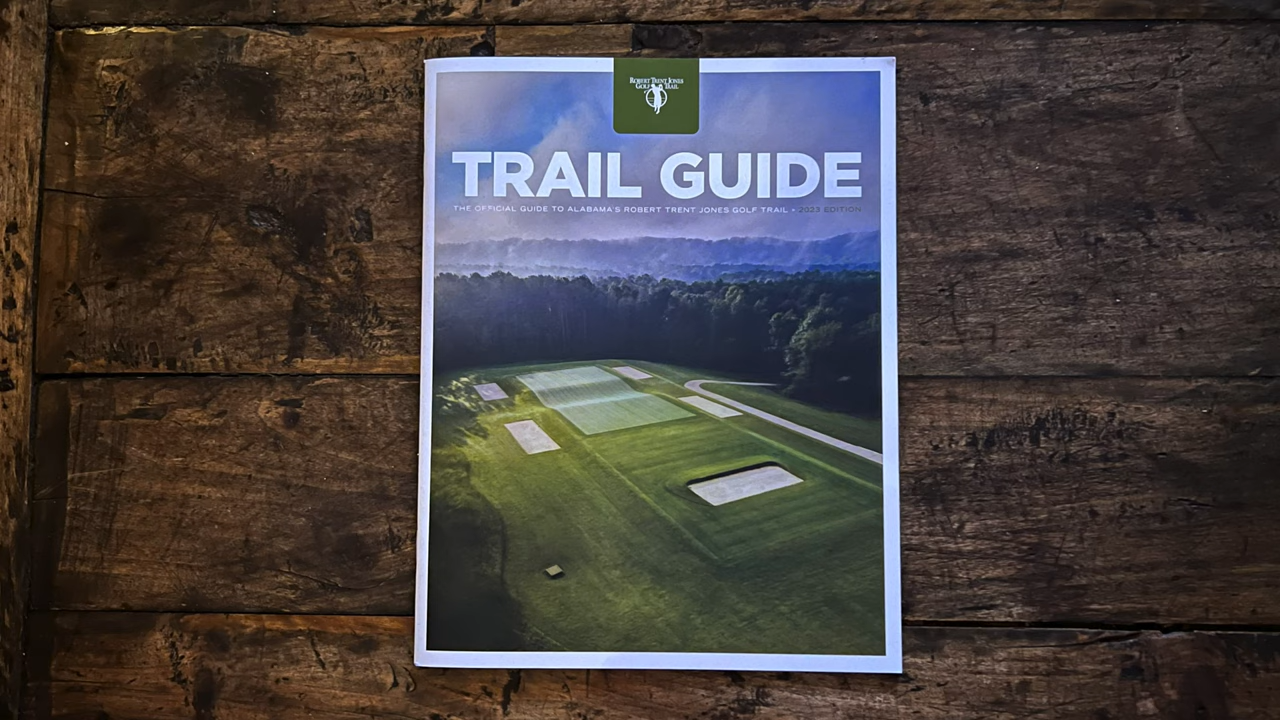 ROBERT TRENT JONES
GOLF TRAIL
TRAIL GUIDE
THE OFFICIAL GUIDE TO ALABAMA'S ROBERT TRENT JONES GOLF TRAIL • 2023 EDITION